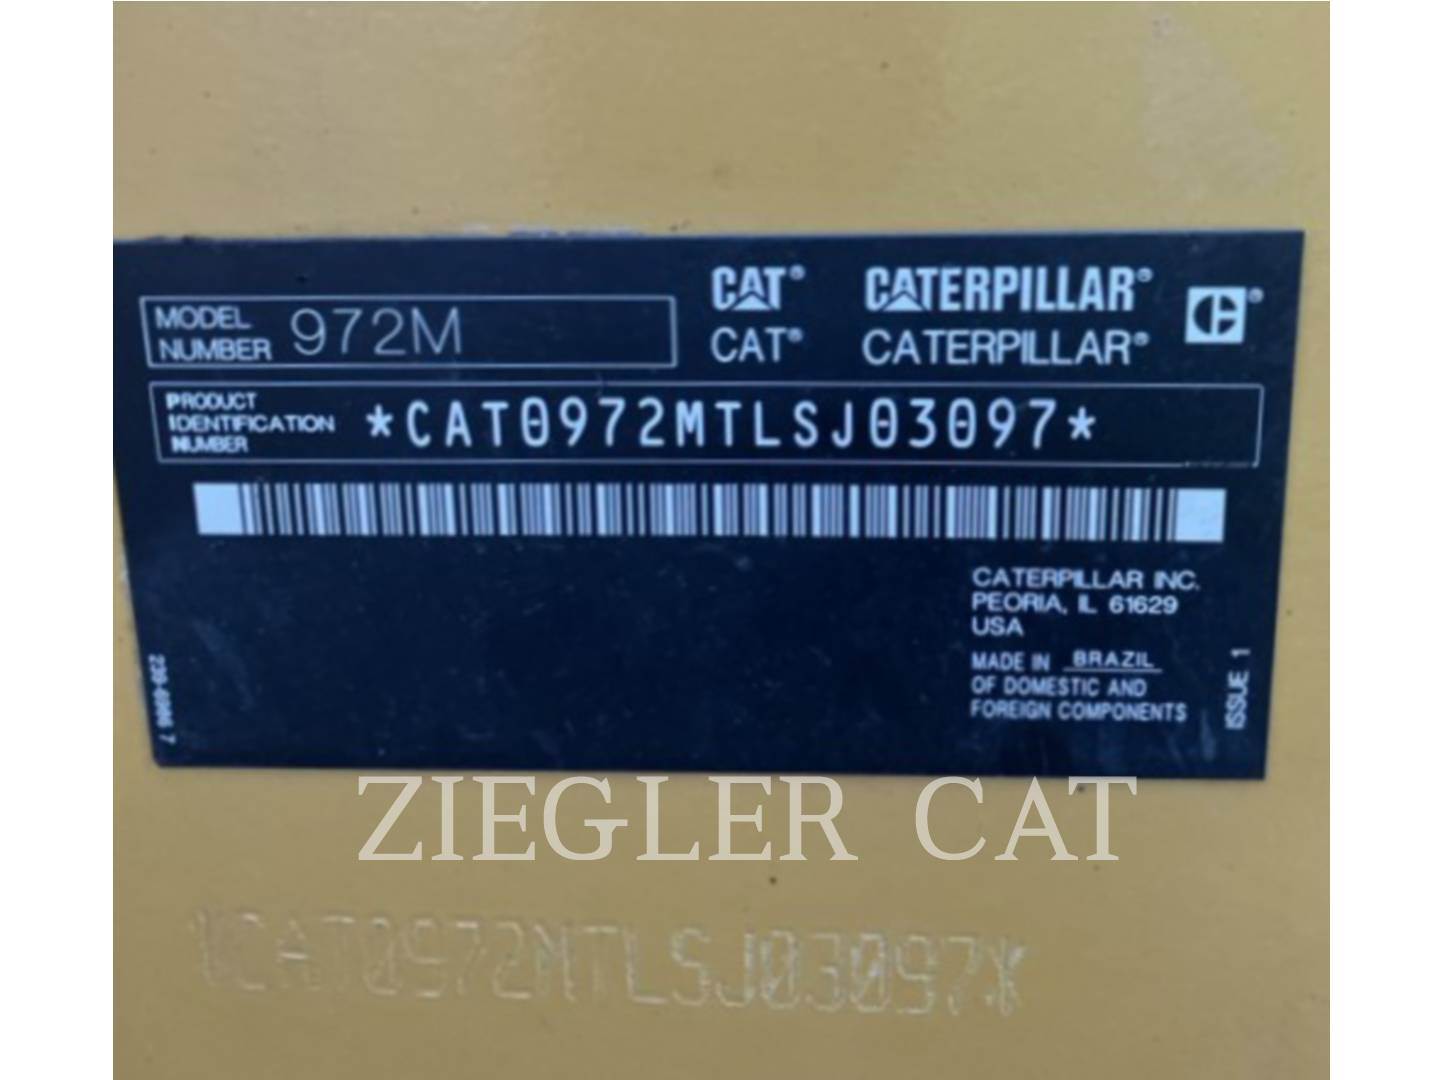 MODEL NUMBER 972M
CAT® CATERPILLAR®
CAT® CATERPILLAR®
PRODUCT IDENTIFICATION NUMBER *CAT0972MTLSJ03097*
CATERPILLAR INC.
PEORIA, IL 61629
USA
MADE IN BRAZIL
OF DOMESTIC AND
FOREIGN COMPONENTS
ISSUE 1
ZIEGLER CAT
CAT0972MTLSJ03097*